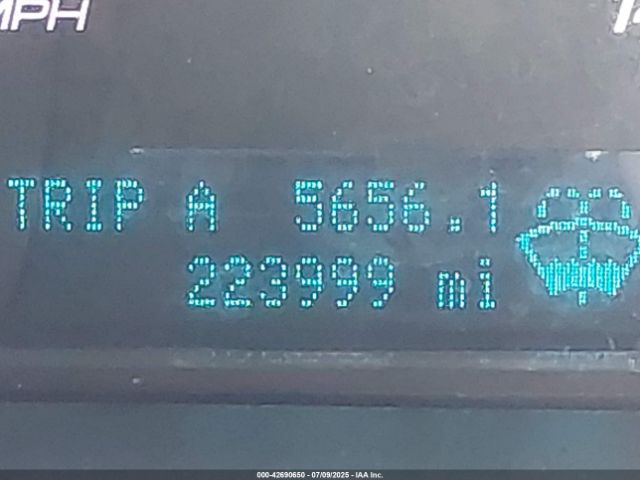 MPH
TRIP A 5656.1
223999 mi
000-42690650 - 07/09/2025 - IAA Inc.